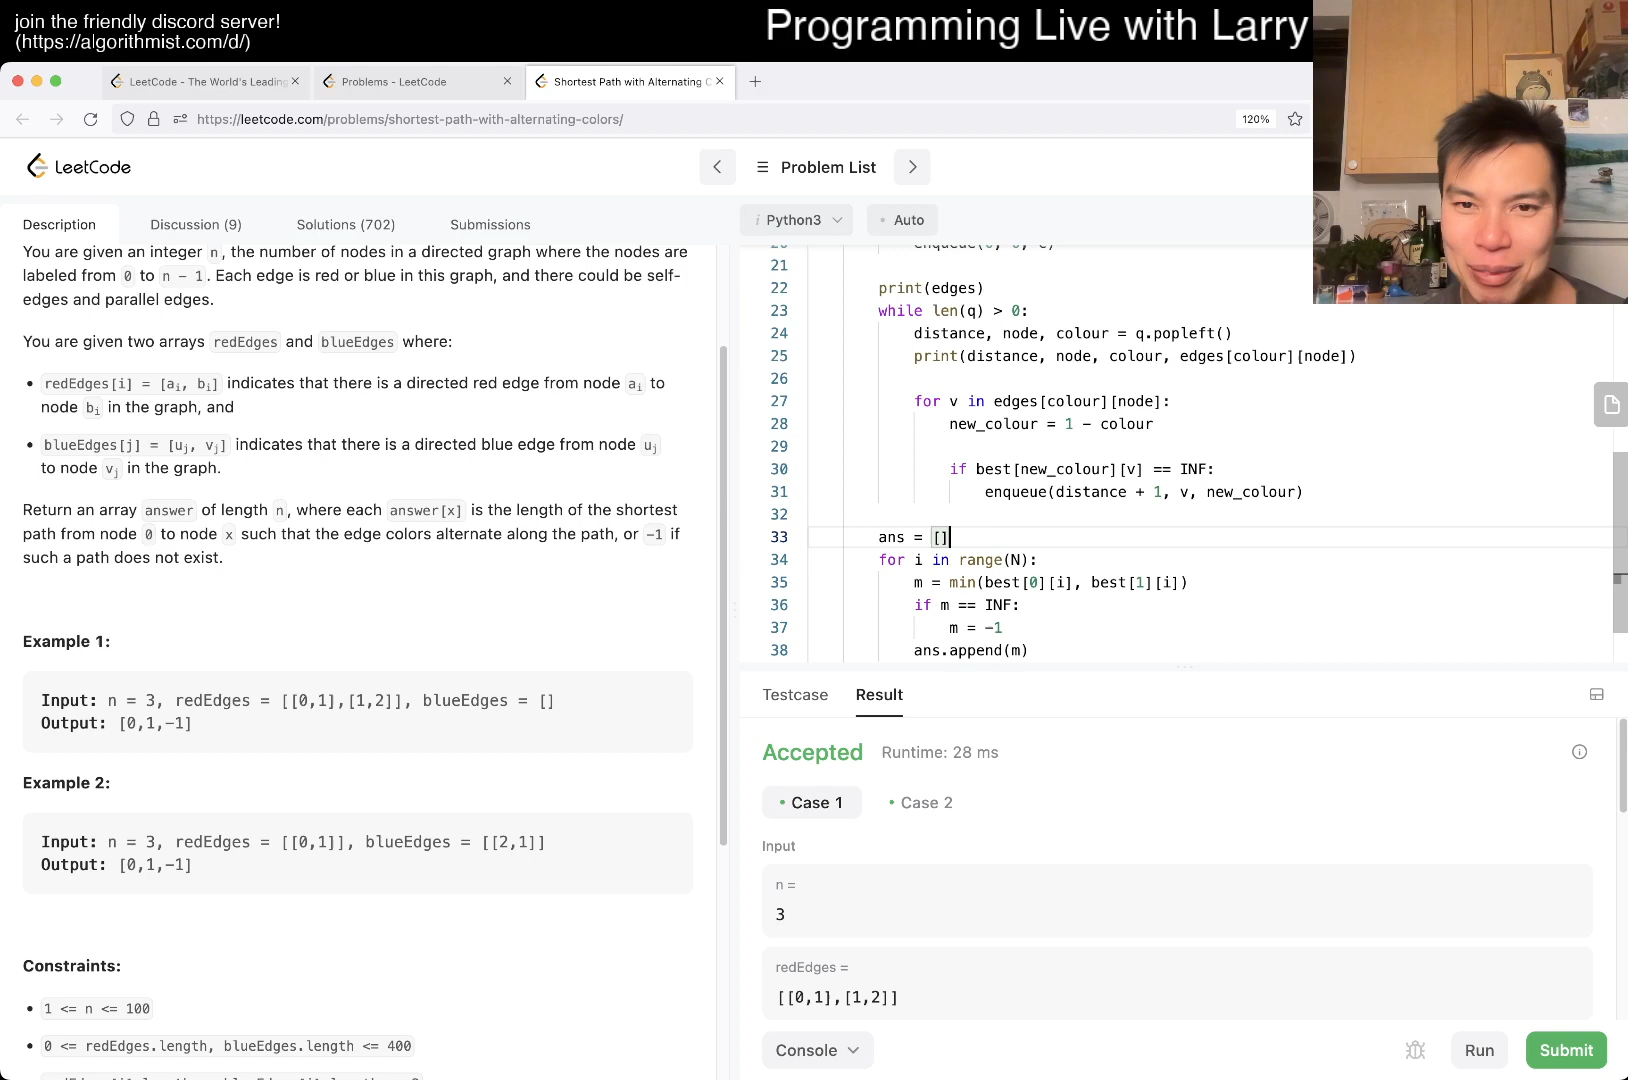 join the friendly discord server!
(https://algorithmist.com/d/)
Programming Live with Larry
LeetCode - The World's Leading
Problems - LeetCode
Shortest Path with Alternating C
https://leetcode.com/problems/shortest-path-with-alternating-colors/
120%
LeetCode
Problem List
Description
Discussion (9)
Solutions (702)
Submissions
i Python3
Auto
You are given an integer n, the number of nodes in a directed graph where the nodes are
labeled from 0 to n - 1. Each edge is red or blue in this graph, and there could be self-
edges and parallel edges.
You are given two arrays redEdges and blueEdges where:
• redEdges[i] = [ai, bi] indicates that there is a directed red edge from node ai to
node bi in the graph, and
• blueEdges[j] = [uj, vj] indicates that there is a directed blue edge from node uj
to node vj in the graph.
Return an array answer of length n, where each answer[x] is the length of the shortest
path from node 0 to node x such that the edge colors alternate along the path, or -1 if
such a path does not exist.
Example 1:
Input: n = 3, redEdges = [[0,1],[1,2]], blueEdges = []
Output: [0,1,-1]
Example 2:
Input: n = 3, redEdges = [[0,1]], blueEdges = [[2,1]]
Output: [0,1,-1]
Constraints:
• 1 <= n <= 100
• 0 <= redEdges.length, blueEdges.length <= 400
21
22 print(edges)
23 while len(q) > 0:
24 distance, node, colour = q.popleft()
25 print(distance, node, colour, edges[colour][node])
26
27 for v in edges[colour][node]:
28 new_colour = 1 - colour
29
30 if best[new_colour][v] == INF:
31 enqueue(distance + 1, v, new_colour)
32
33 ans = []
34 for i in range(N):
35 m = min(best[0][i], best[1][i])
36 if m == INF:
37 m = -1
38 ans.append(m)
Testcase
Result
Accepted
Runtime: 28 ms
• Case 1
• Case 2
Input
n =
3
redEdges =
[[0,1],[1,2]]
Console
Run
Submit